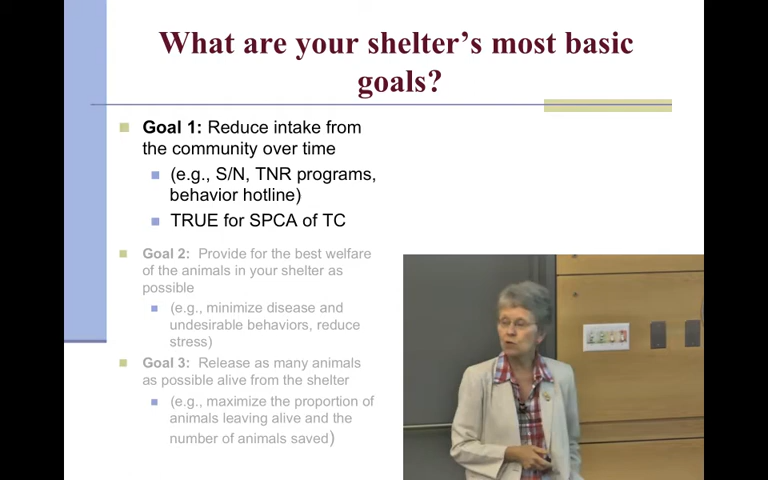 What are your shelter's most basic
goals?
Goal 1: Reduce intake from
the community over time
(e.g., S/N, TNR programs,
behavior hotline)
TRUE for SPCA of TC
Goal 2: Provide for the best welfare
of the animals in your shelter as
possible
(e.g., minimize disease and
undesirable behaviors, reduce
stress)
Goal 3: Release as many animals
as possible alive from the shelter
(e.g., maximize the proportion of
animals leaving alive and the
number of animals saved)